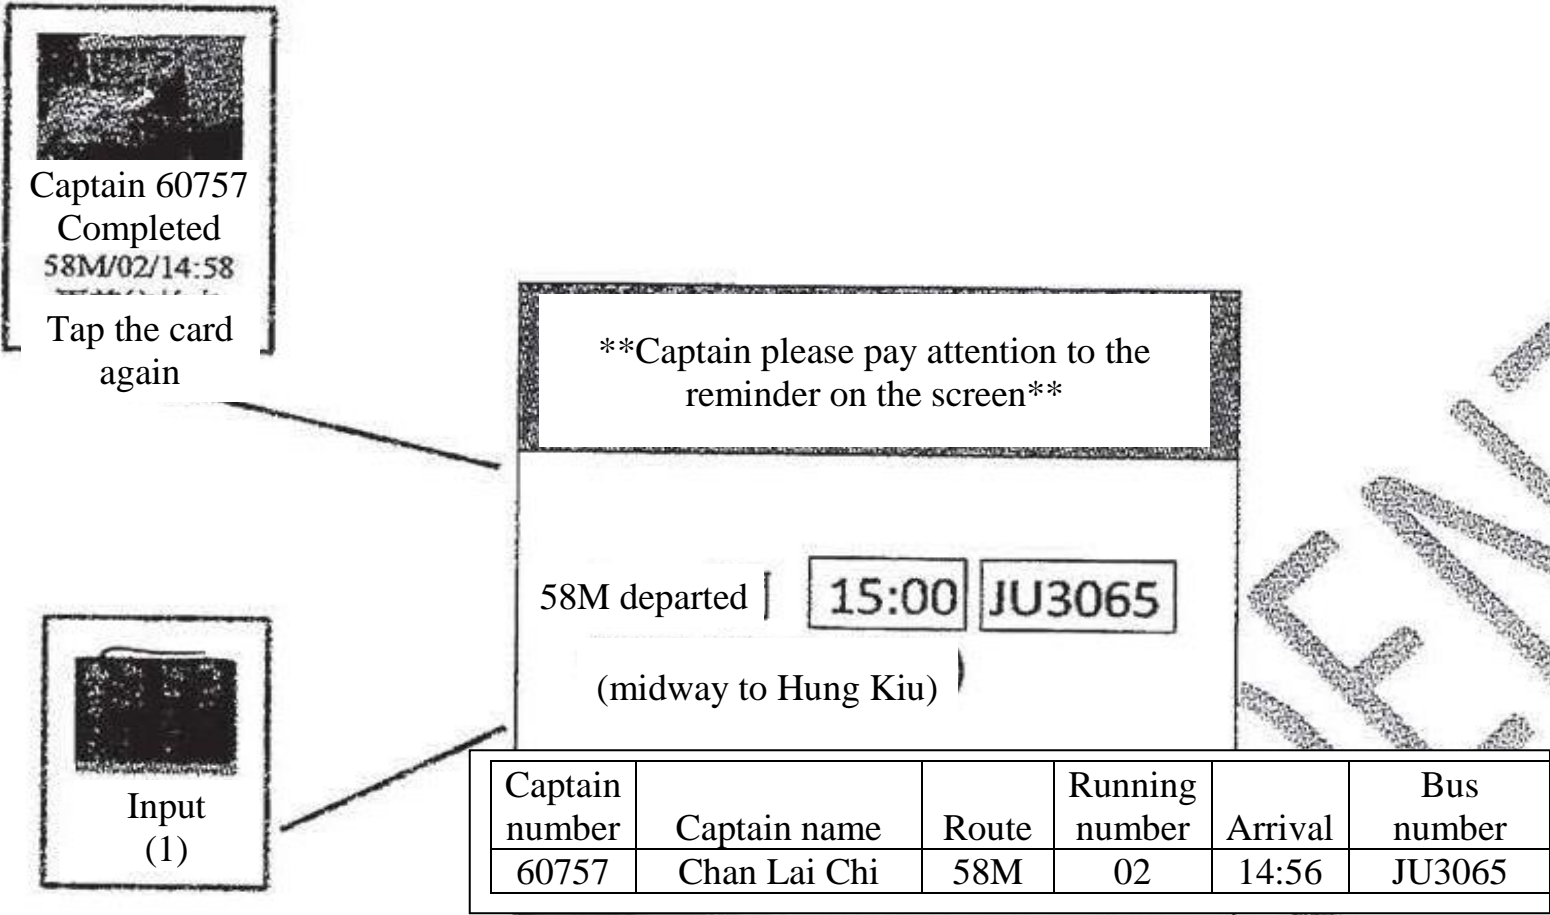 Captain 60757
Completed
58M/02/14:58
Tap the card
again
**Captain please pay attention to the
reminder on the screen**
58M departed 15:00 JU3065
(midway to Hung Kiu)
Input
(1)
Captain number Captain name Route Running number Arrival Bus number
60757 Chan Lai Chi 58M 02 14:56 JU3065